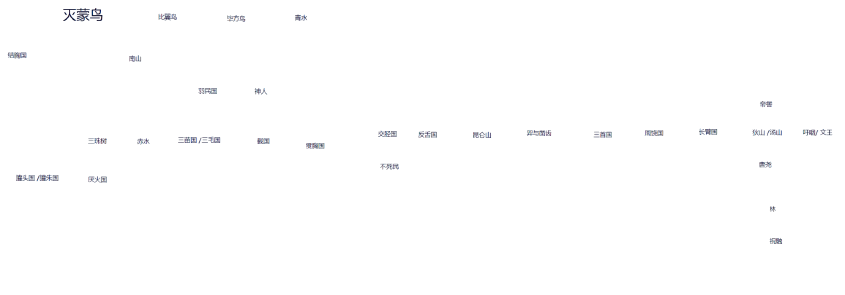 灭蒙鸟
比翼鸟 毕方鸟 青水
结胸国
南山
羽民国 神人
帝喾
三珠树 赤水 三苗国 /三毛国 载国 贯胸国 交胫国 反舌国 昆仑山 羿与凿齿 三首国 周饶国 长臂国 狄山 /汤山 吁咽/ 文王
不死民 唐尧
讙头国 /讙朱国 厌火国
林
祝融